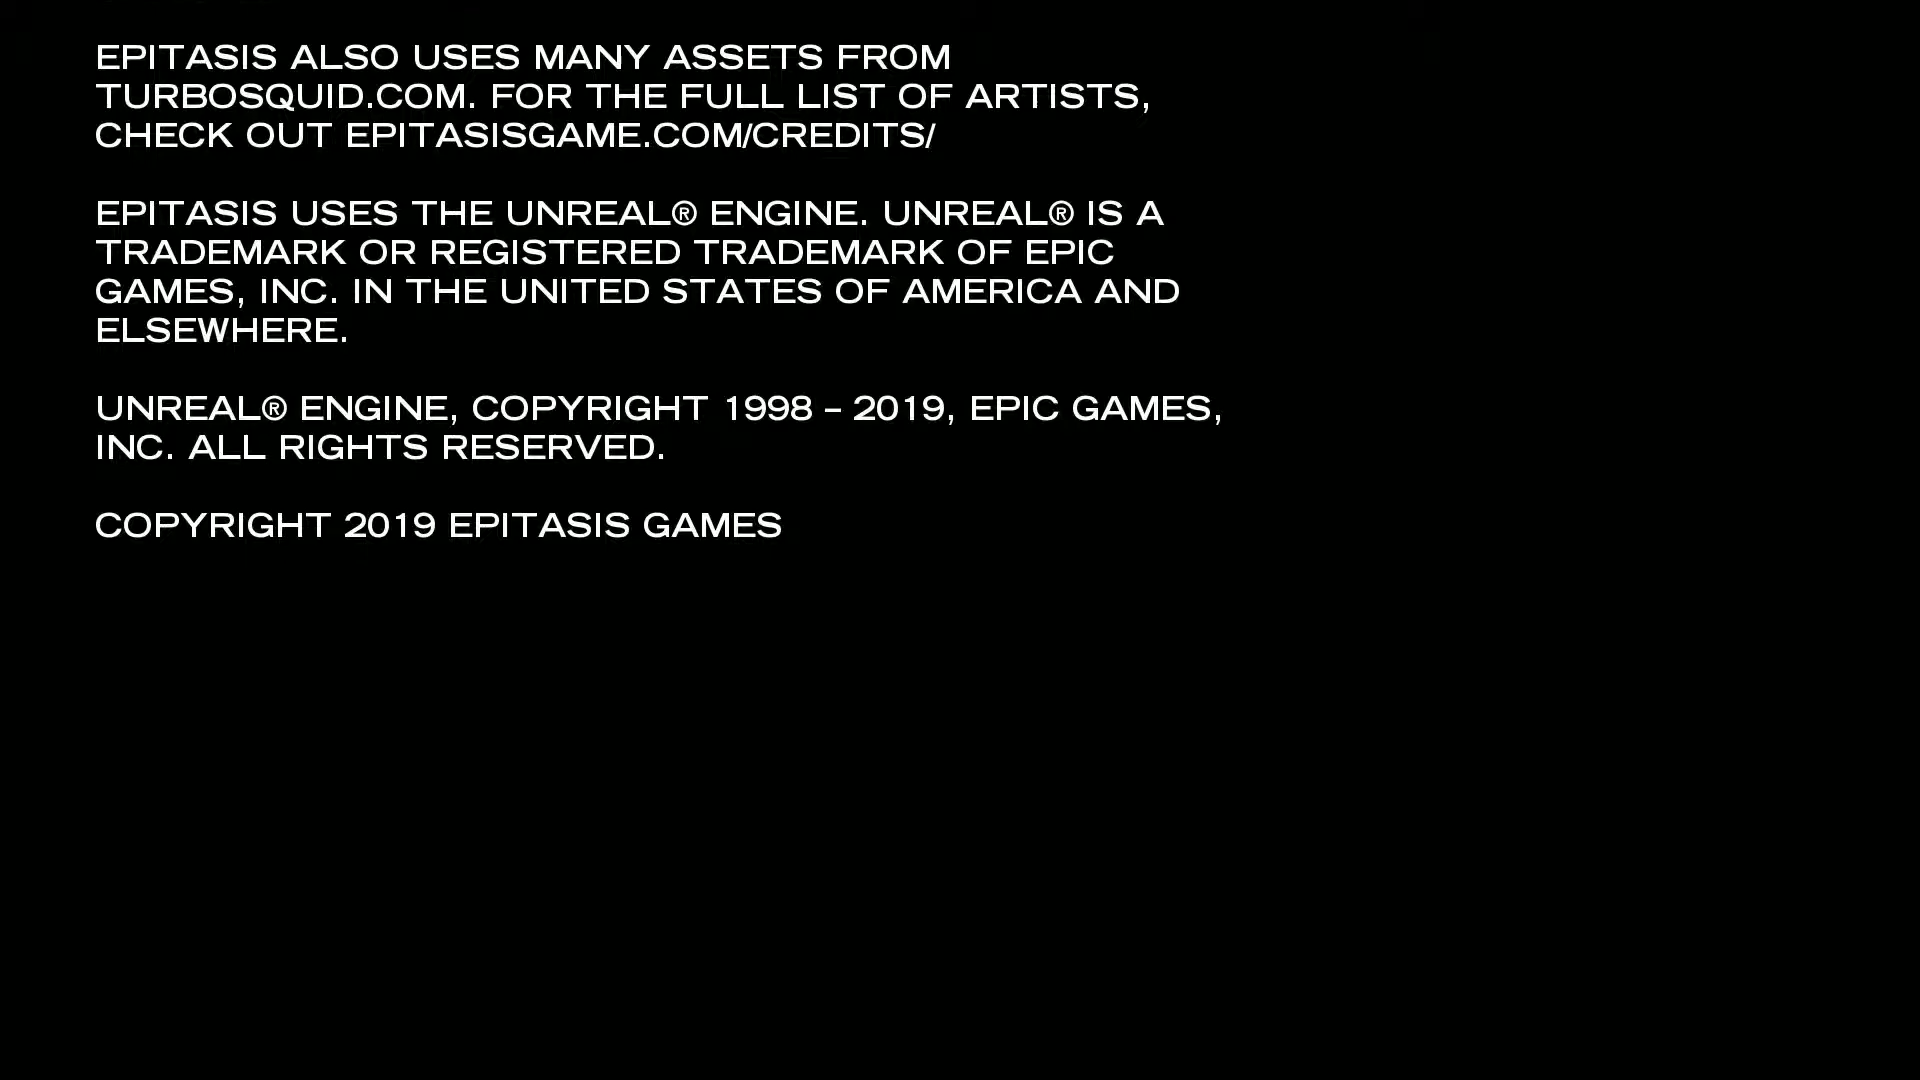 EPITASIS ALSO USES MANY ASSETS FROM
TURBOSQUID.COM. FOR THE FULL LIST OF ARTISTS,
CHECK OUT EPITASISGAME.COM/CREDITS/
EPITASIS USES THE UNREAL® ENGINE. UNREAL® IS A
TRADEMARK OR REGISTERED TRADEMARK OF EPIC
GAMES, INC. IN THE UNITED STATES OF AMERICA AND
ELSEWHERE.
UNREAL® ENGINE, COPYRIGHT 1998 – 2019, EPIC GAMES,
INC. ALL RIGHTS RESERVED.
COPYRIGHT 2019 EPITASIS GAMES